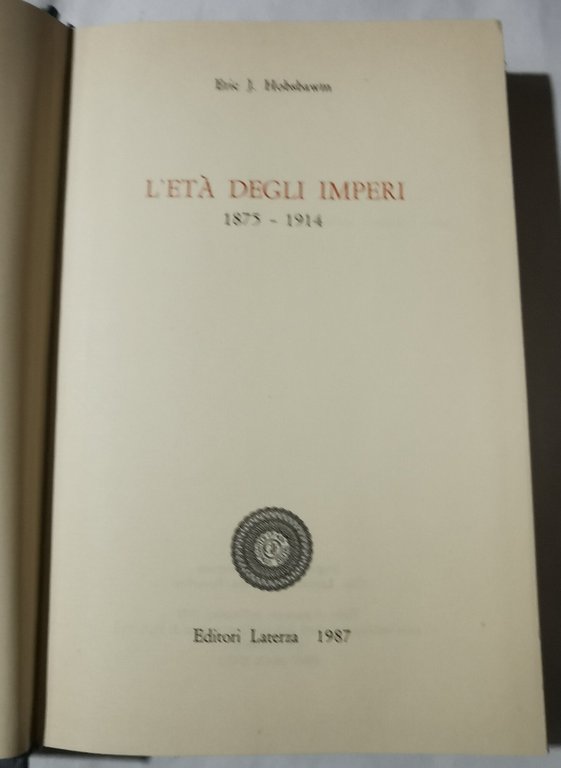 Eric J. Hobsbawm
L'ETÀ DEGLI IMPERI
1875 - 1914
Editori Laterza 1987